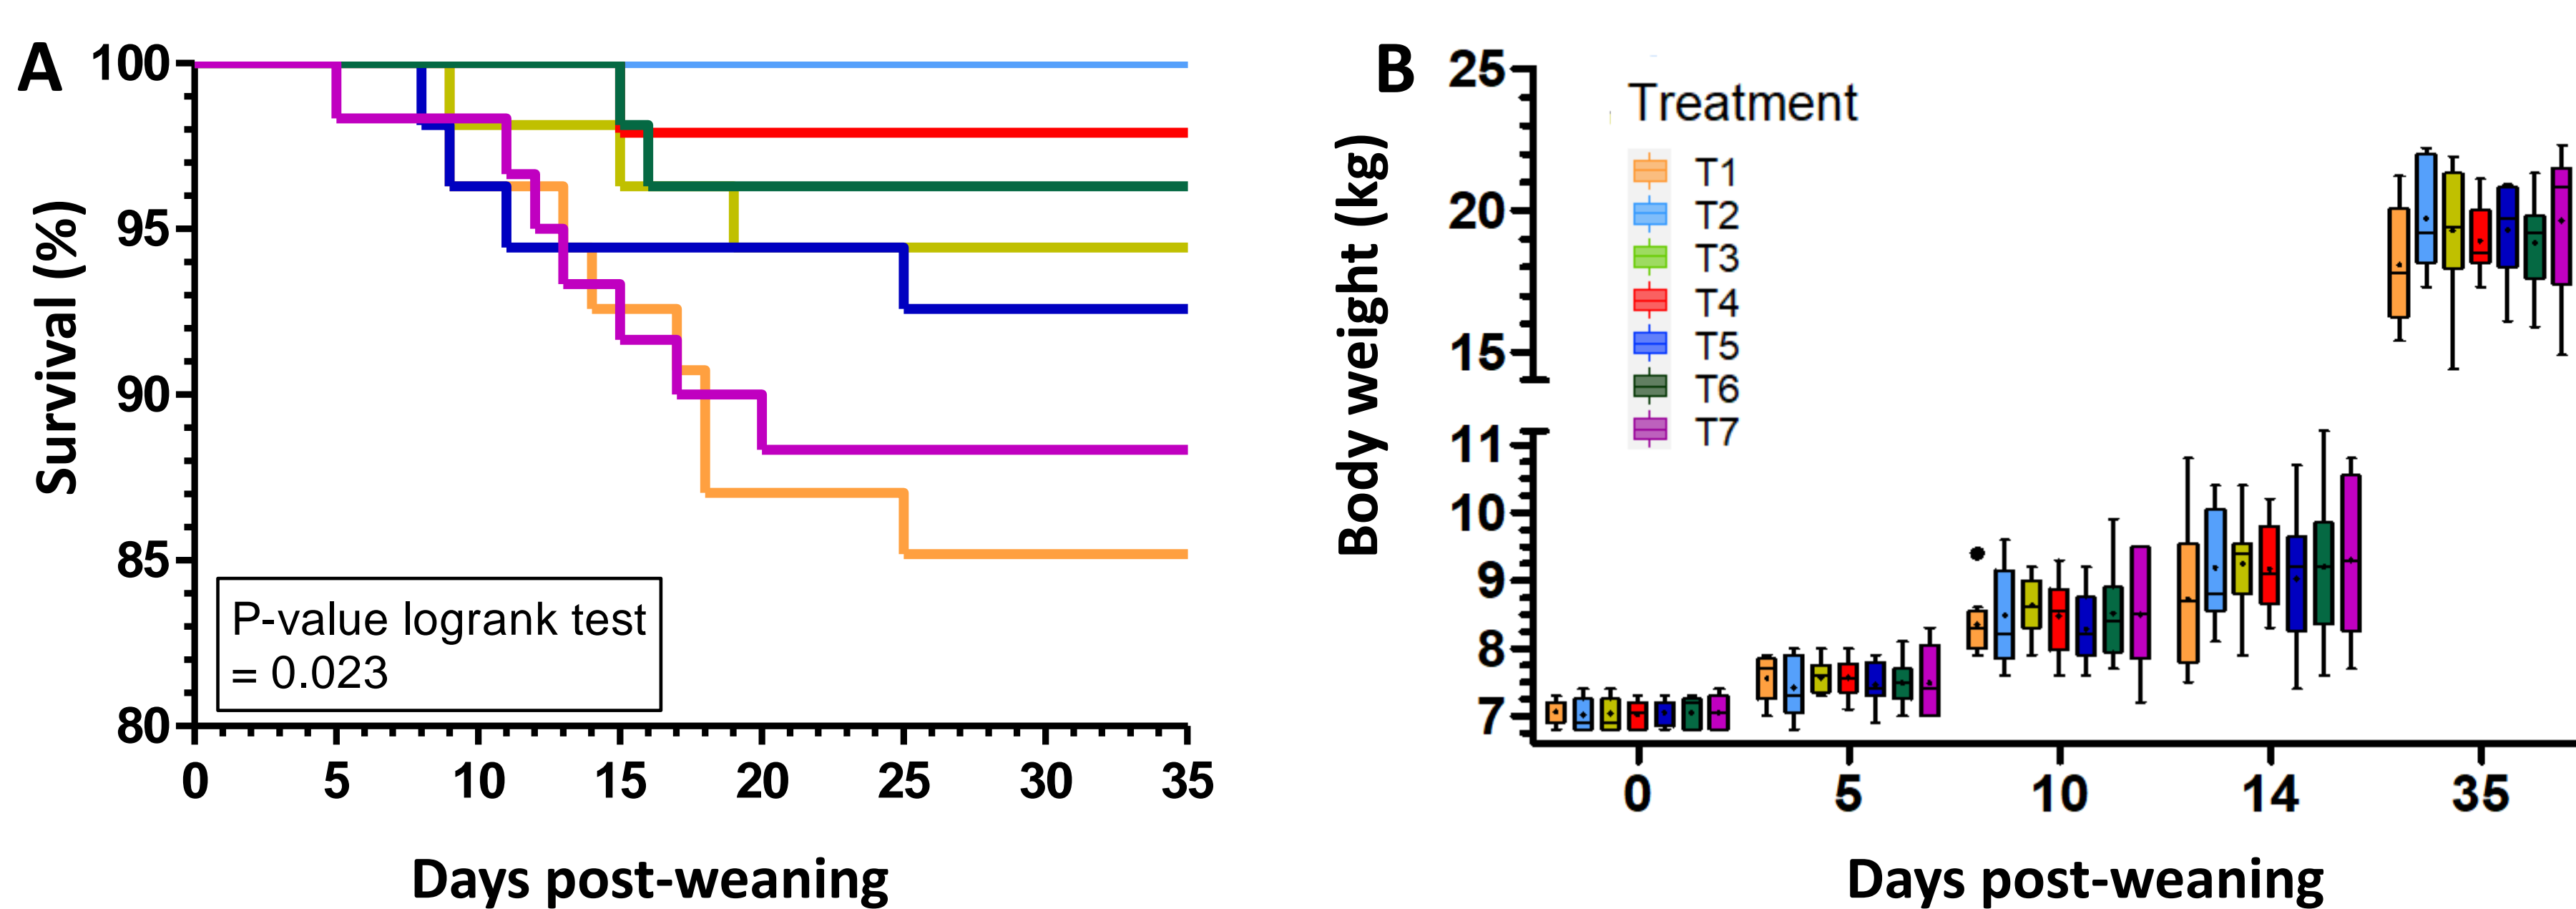 A
100
95
90
85
80
Survival (%)
P-value logrank test
= 0.023
0 5 10 15 20 25 30 35
Days post-weaning
B
25
20
15
11
10
9
8
7
Body weight (kg)
Treatment
T1
T2
T3
T4
T5
T6
T7
0 5 10 14 35
Days post-weaning